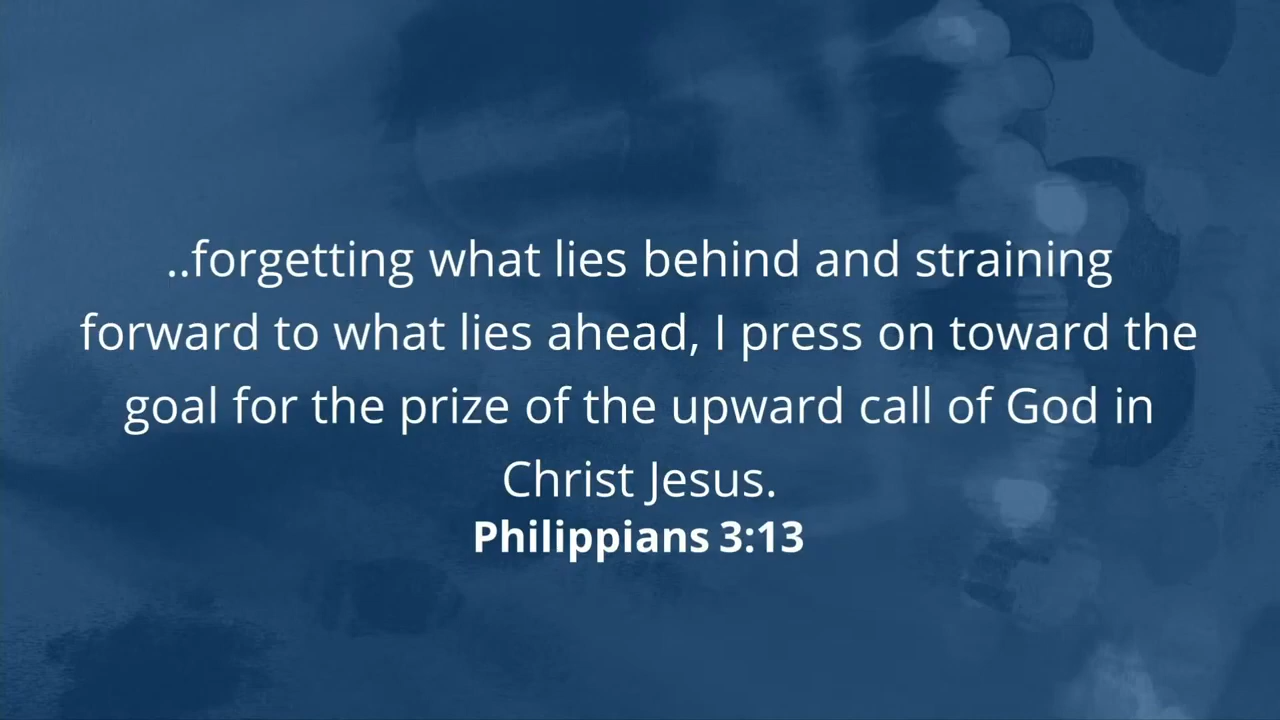 ..forgetting what lies behind and straining
forward to what lies ahead, I press on toward the
goal for the prize of the upward call of God in
Christ Jesus.
Philippians 3:13